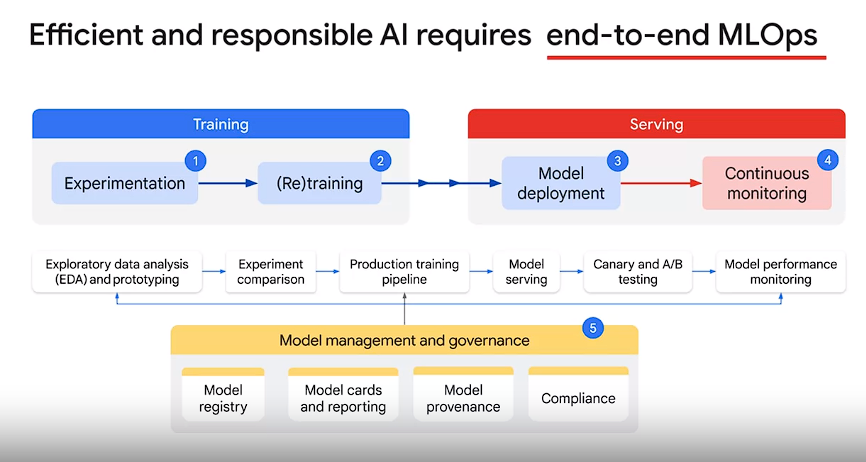 Efficient and responsible AI requires end-to-end MLOps
Training
Serving
1
2
3
4
Experimentation
(Re)training
Model
deployment
Continuous
monitoring
Exploratory data analysis
(EDA) and prototyping
Experiment
comparison
Production training
pipeline
Model
serving
Canary and A/B
testing
Model performance
monitoring
5
Model management and governance
Model
registry
Model cards
and reporting
Model
provenance
Compliance